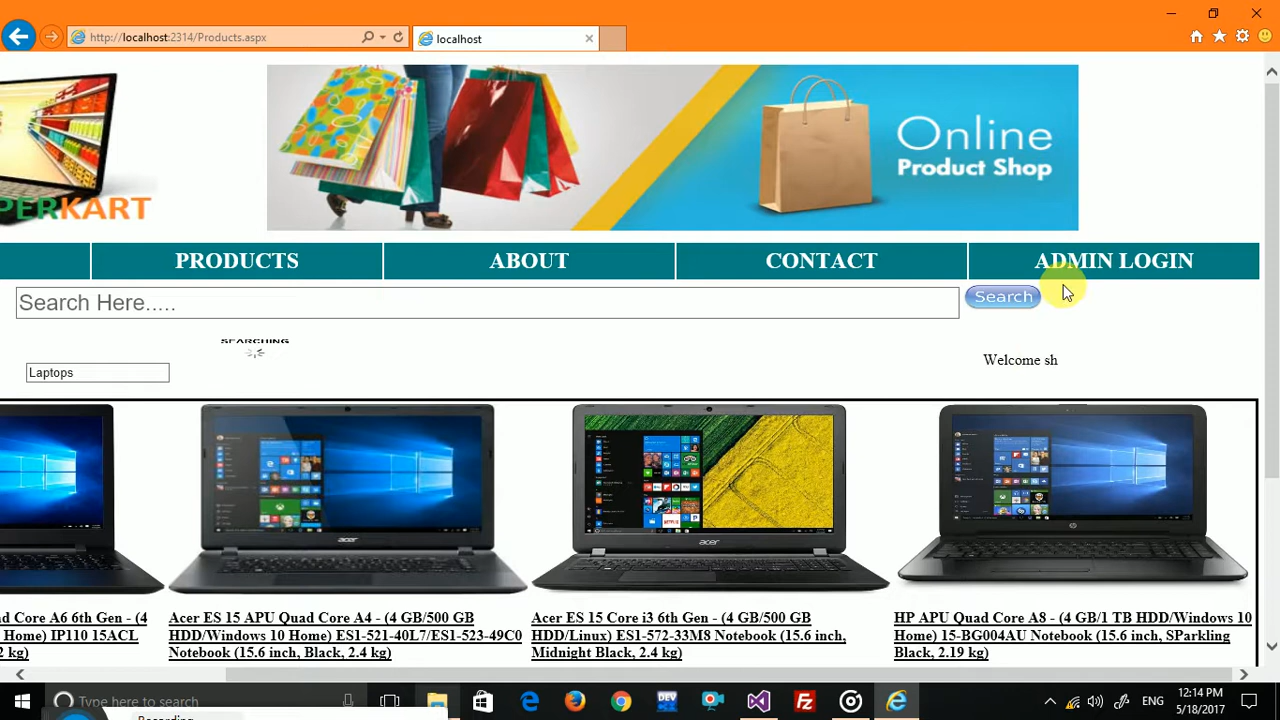 http://localhost:2314/Products.aspx
localhost
Online
Product Shop
PERKART
PRODUCTS
ABOUT
CONTACT
ADMIN LOGIN
Search Here.....
Search
SEARCHING
Laptops
Welcome sh
acer
acer
hp
d Core A6 6th Gen - (4
Home) IP110 15ACL
kg)
Acer ES 15 APU Quad Core A4 - (4 GB/500 GB
HDD/Windows 10 Home) ES1-521-40L7/ES1-523-49C0
Notebook (15.6 inch, Black, 2.4 kg)
Acer ES 15 Core i3 6th Gen - (4 GB/500 GB
HDD/Linux) ES1-572-33M8 Notebook (15.6 inch,
Midnight Black, 2.4 kg)
HP APU Quad Core A8 - (4 GB/1 TB HDD/Windows 10
Home) 15-BG004AU Notebook (15.6 inch, SParkling
Black, 2.19 kg)
Type here to search
DEV
ENG
12:14 PM
5/18/2017
Recording